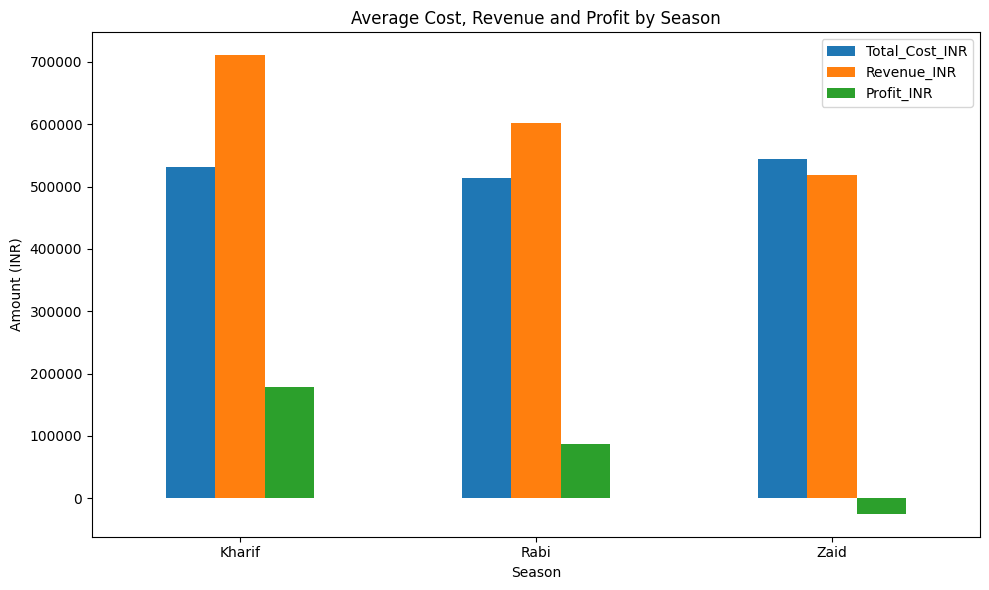 Average Cost, Revenue and Profit by Season
Total_Cost_INR
Revenue_INR
Profit_INR
Amount (INR)
700000
600000
500000
400000
300000
200000
100000
0
Kharif
Rabi
Zaid
Season